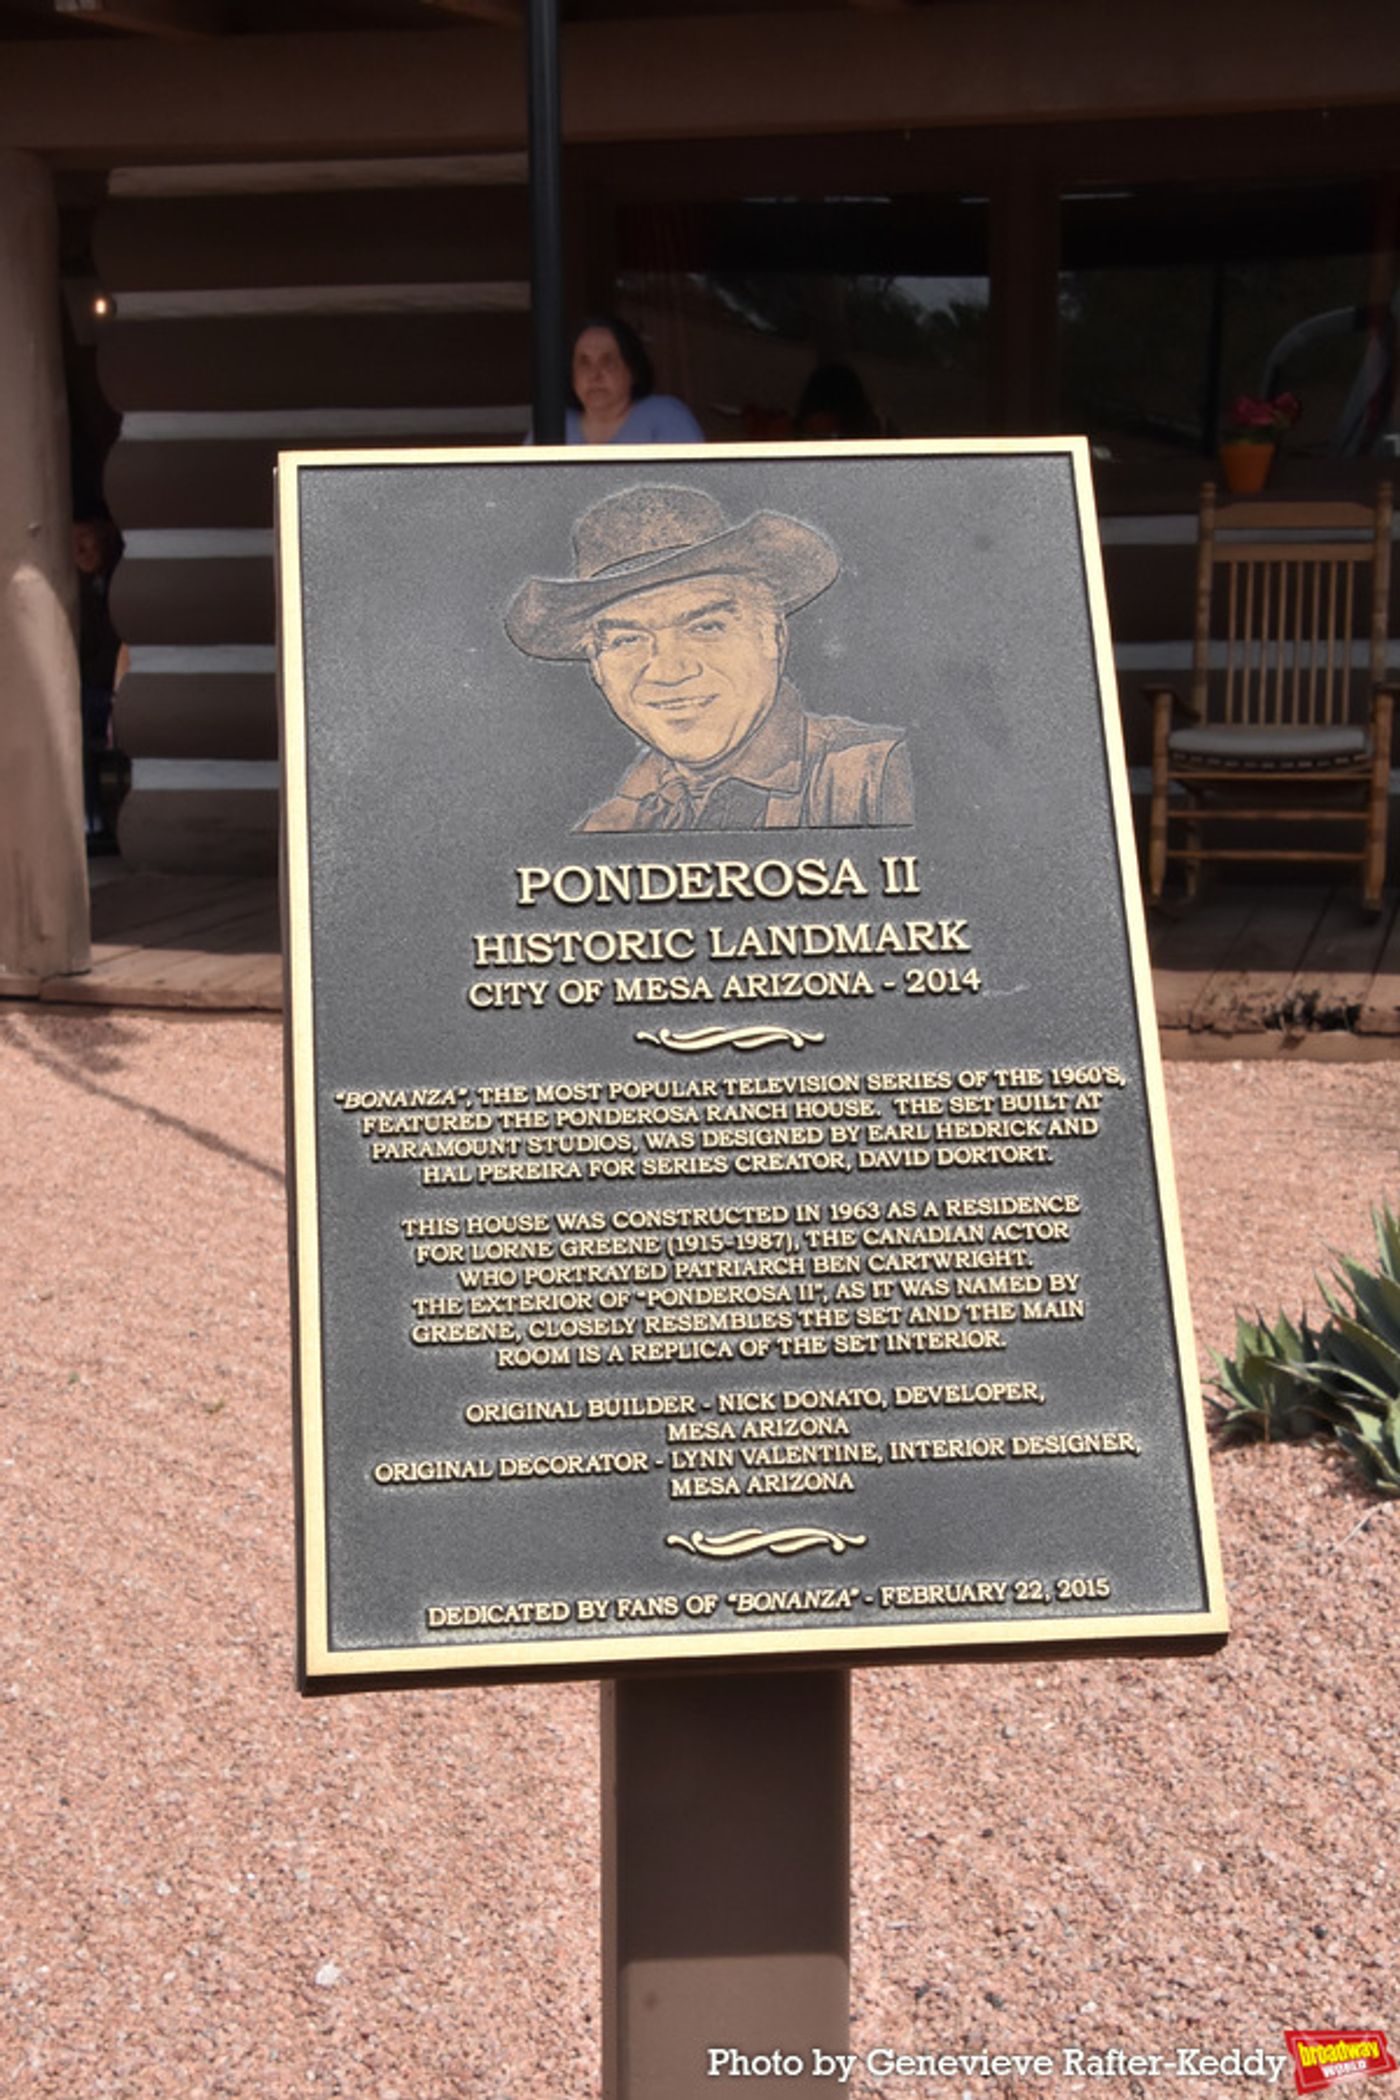 PONDEROSA II
HISTORIC LANDMARK
CITY OF MESA ARIZONA - 2014
"BONANZA", THE MOST POPULAR TELEVISION SERIES OF THE 1960'S,
FEATURED THE PONDEROSA RANCH HOUSE. THE SET BUILT AT
PARAMOUNT STUDIOS, WAS DESIGNED BY EARL HEDRICK AND
HAL PEREIRA FOR SERIES CREATOR, DAVID DORTORT.
THIS HOUSE WAS CONSTRUCTED IN 1963 AS A RESIDENCE
FOR LORNE GREENE (1915-1987), THE CANADIAN ACTOR
WHO PORTRAYED PATRIARCH BEN CARTWRIGHT.
THE EXTERIOR OF "PONDEROSA II", AS IT WAS NAMED BY
GREENE, CLOSELY RESEMBLES THE SET AND THE MAIN
ROOM IS A REPLICA OF THE SET INTERIOR.
ORIGINAL BUILDER - NICK DONATO, DEVELOPER,
MESA ARIZONA
ORIGINAL DECORATOR - LYNN VALENTINE, INTERIOR DESIGNER,
MESA ARIZONA
DEDICATED BY FANS OF "BONANZA" - FEBRUARY 22, 2015
Photo by Genevieve Rafter-Keddy
broadway
WORLD